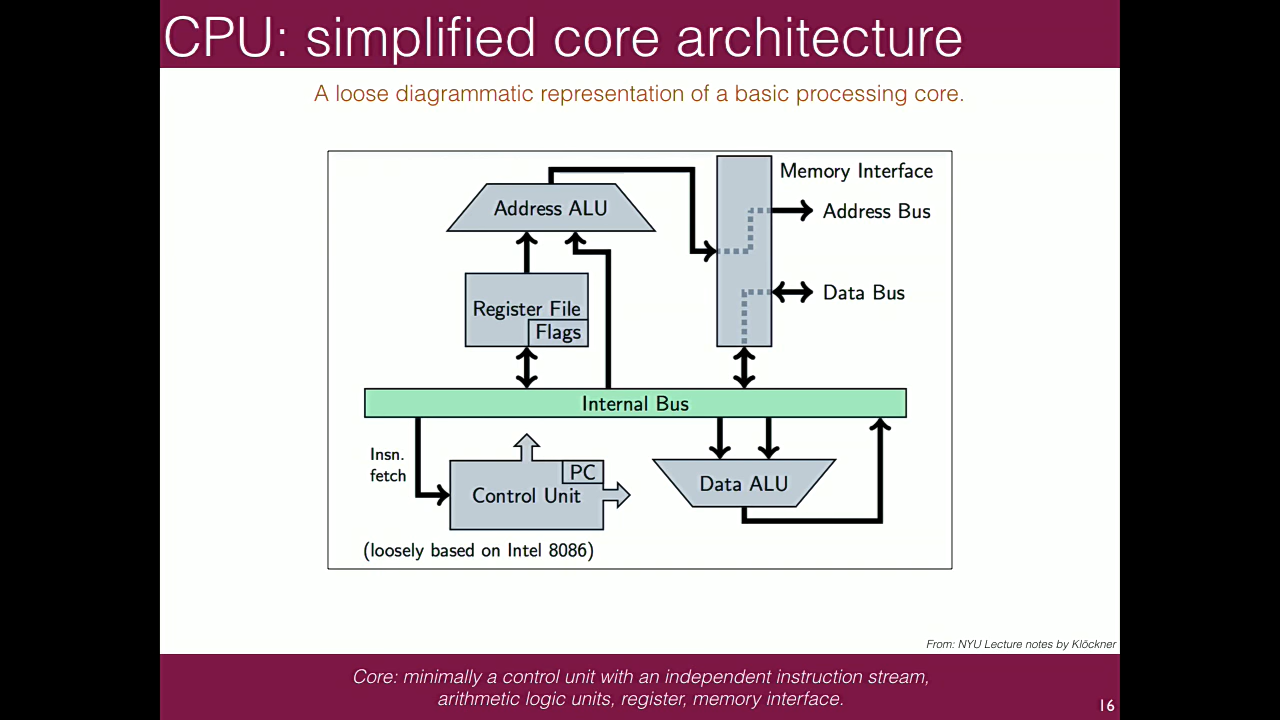 CPU: simplified core architecture
A loose diagrammatic representation of a basic processing core.
Memory Interface
Address ALU
Address Bus
Data Bus
Register File
Flags
Internal Bus
Insn.
fetch
PC
Control Unit
Data ALU
(loosely based on Intel 8086)
From: NYU Lecture notes by Klöckner
Core: minimally a control unit with an independent instruction stream,
arithmetic logic units, register, memory interface.
16